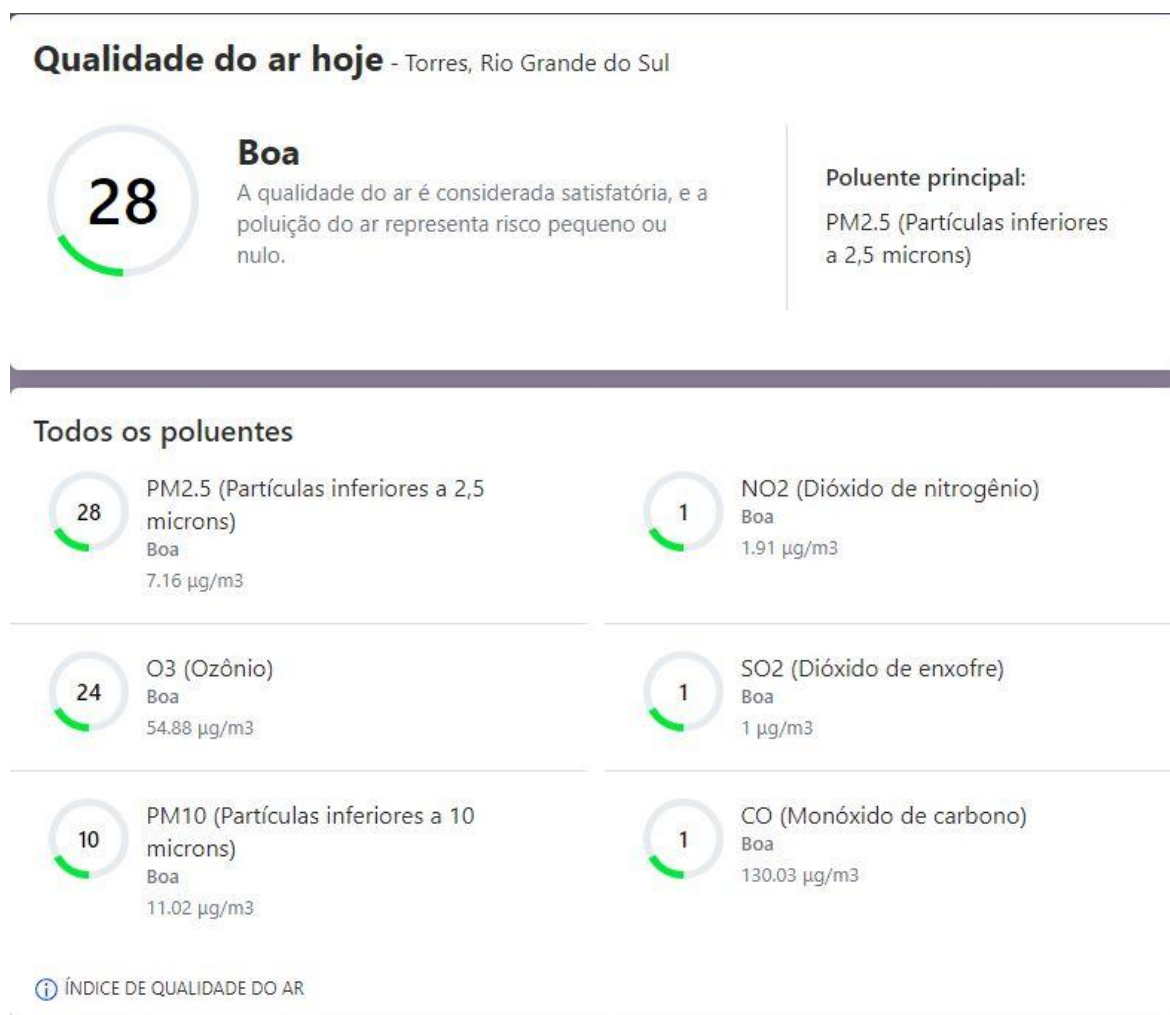 Qualidade do ar hoje - Torres, Rio Grande do Sul
28
Boa
A qualidade do ar é considerada satisfatória, e a
poluição do ar representa risco pequeno ou
nulo.
Poluente principal:
PM2.5 (Partículas inferiores
a 2,5 microns)
Todos os poluentes
28
PM2.5 (Partículas inferiores a 2,5
microns)
Boa
7.16 µg/m3
1
NO2 (Dióxido de nitrogênio)
Boa
1.91 µg/m3
24
O3 (Ozônio)
Boa
54.88 µg/m3
1
SO2 (Dióxido de enxofre)
Boa
1 µg/m3
10
PM10 (Partículas inferiores a 10
microns)
Boa
11.02 µg/m3
1
CO (Monóxido de carbono)
Boa
130.03 µg/m3
ÍNDICE DE QUALIDADE DO AR